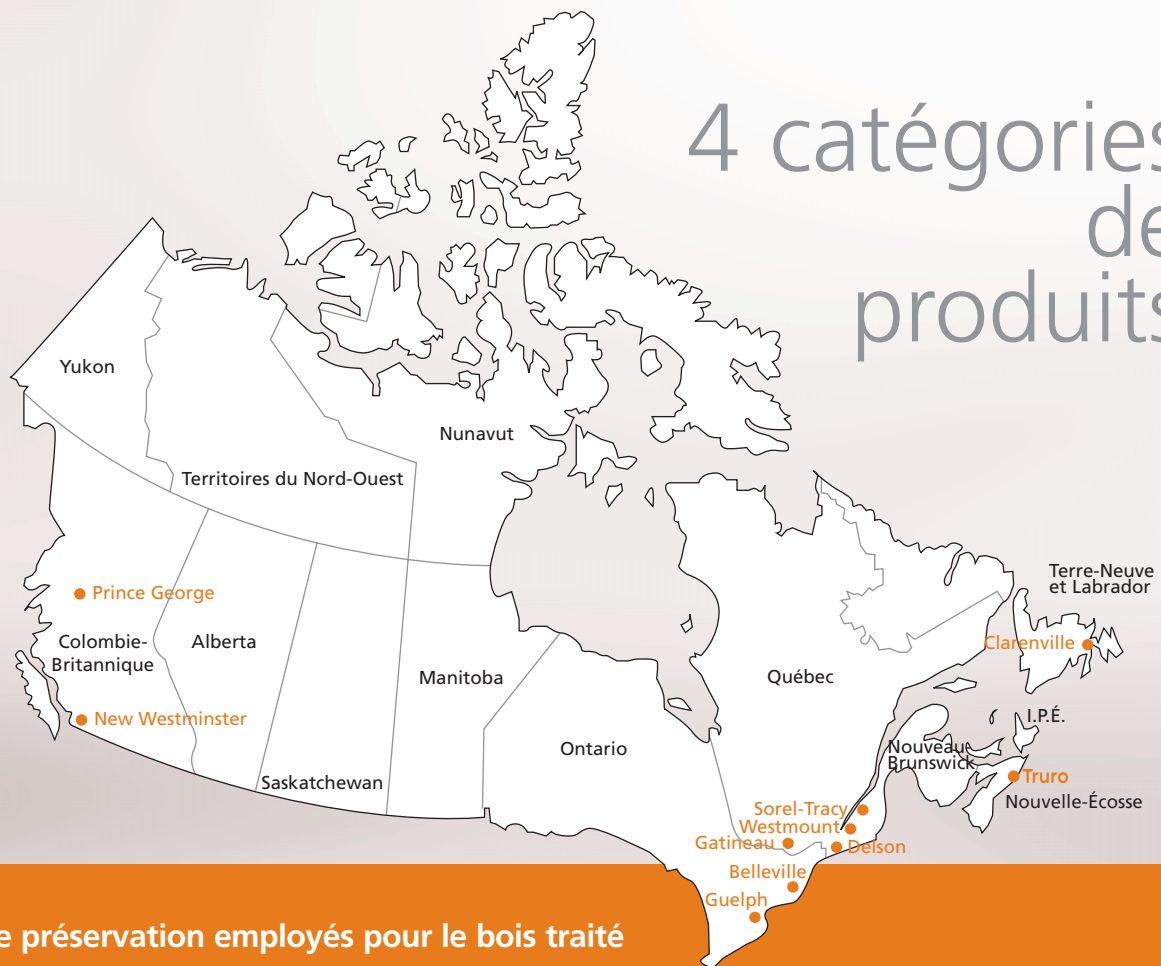 4 catégories
de
produits
Yukon
Nunavut
Territoires du Nord-Ouest
Terre-Neuve
et Labrador
Prince George
Colombie-
Britannique
Alberta
Clarenville
Manitoba
Québec
New Westminster
I.P.É.
Ontario
Nouveau-
Brunswick
Truro
Saskatchewan
Nouvelle-Écosse
Sorel-Tracy
Westmount
Gatineau
Delson
Belleville
Guelph
e préservation employés pour le bois traité